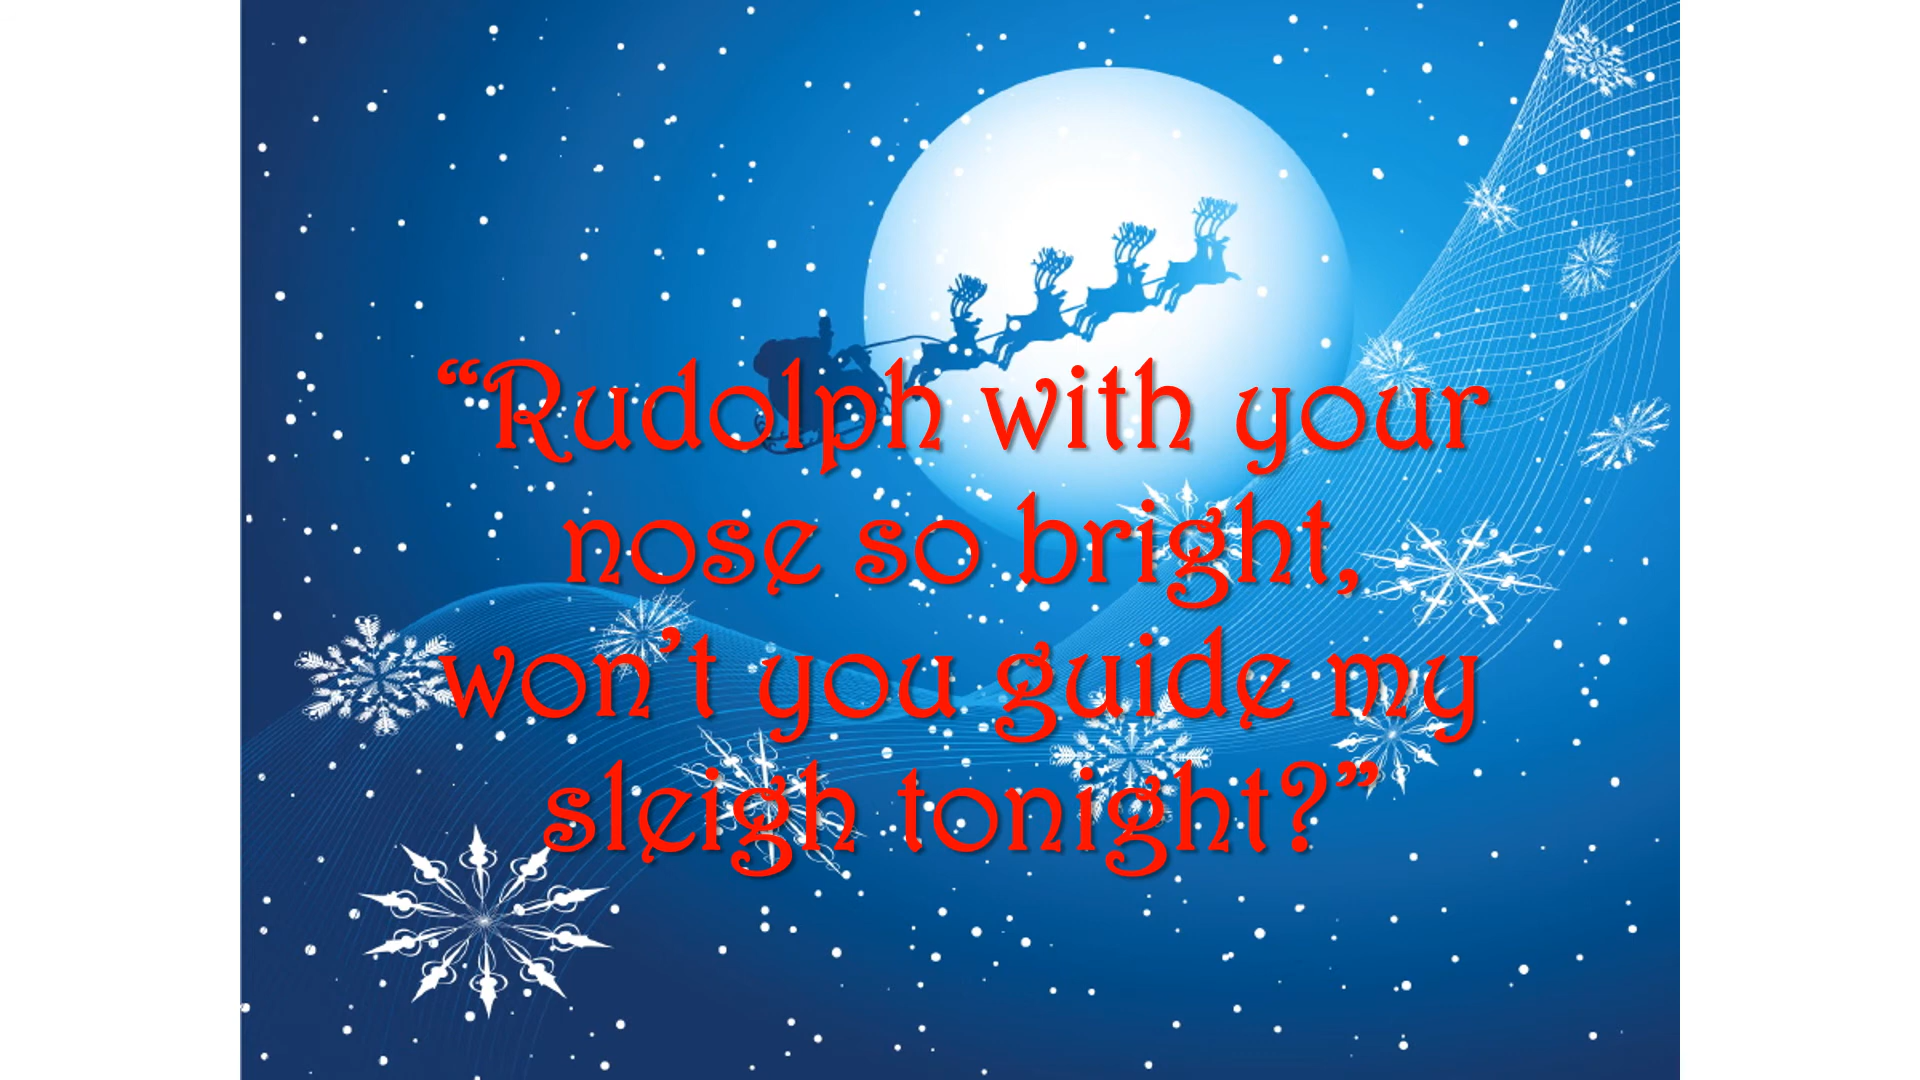 “Rudolph with your
nose so bright,
won’t you guide my
sleigh tonight?”